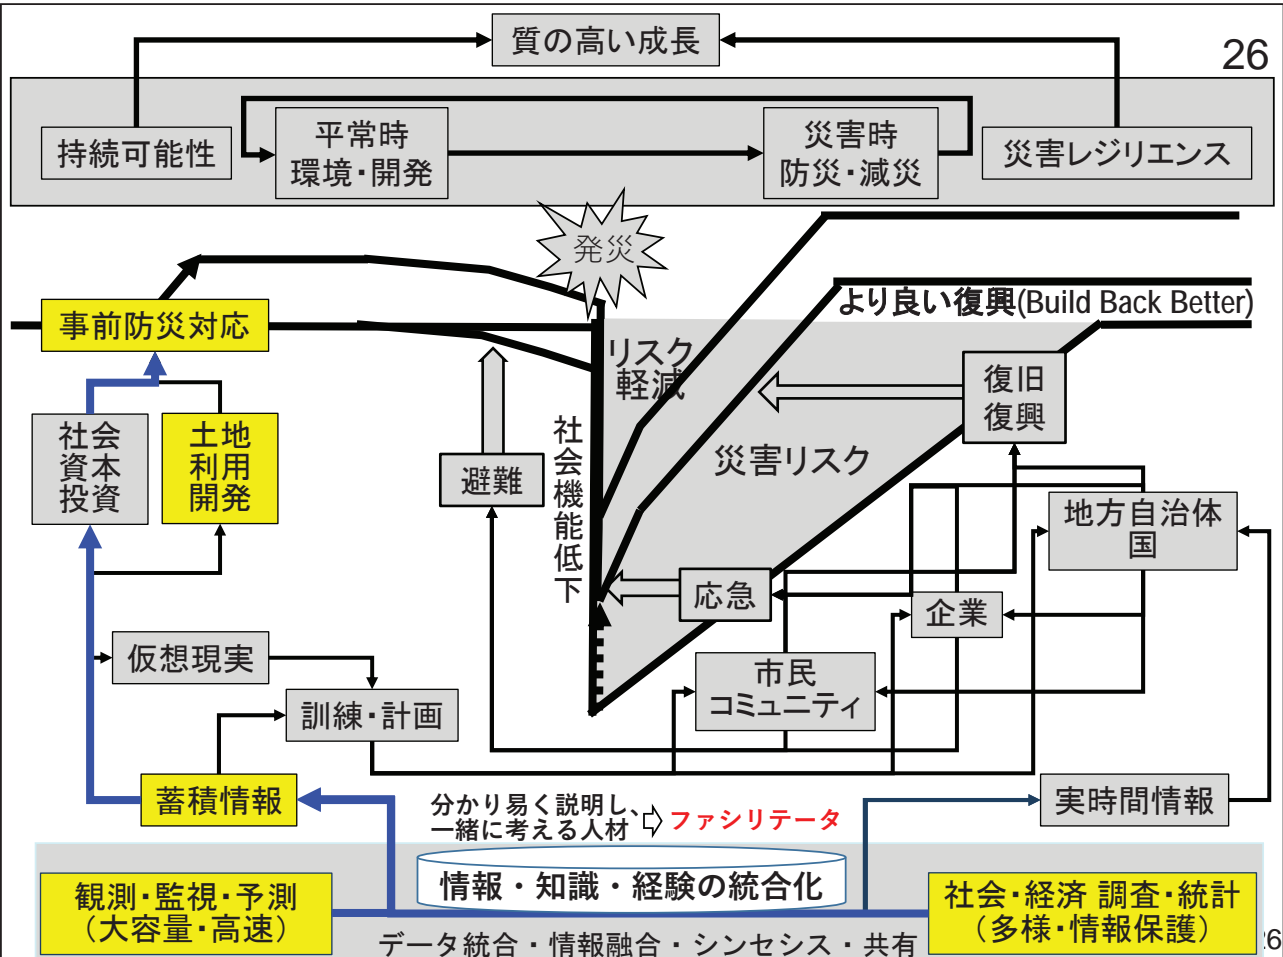 質の高い成長
26
持続可能性
平常時
環境・開発
災害時
防災・減災
災害レジリエンス
発災
事前防災対応
より良い復興(Build Back Better)
リスク
軽減
復旧
復興
社会
資本
投資
土地
利用
開発
避難
社会機能低下
災害リスク
地方自治体
国
応急
企業
仮想現実
市民
コミュニティ
訓練・計画
蓄積情報
分かり易く説明し、
一緒に考える人材
ファシリテータ
実時間情報
情報・知識・経験の統合化
観測・監視・予測
（大容量・高速）
社会・経済 調査・統計
（多様・情報保護）
データ統合・情報融合・シンセシス・共有
26